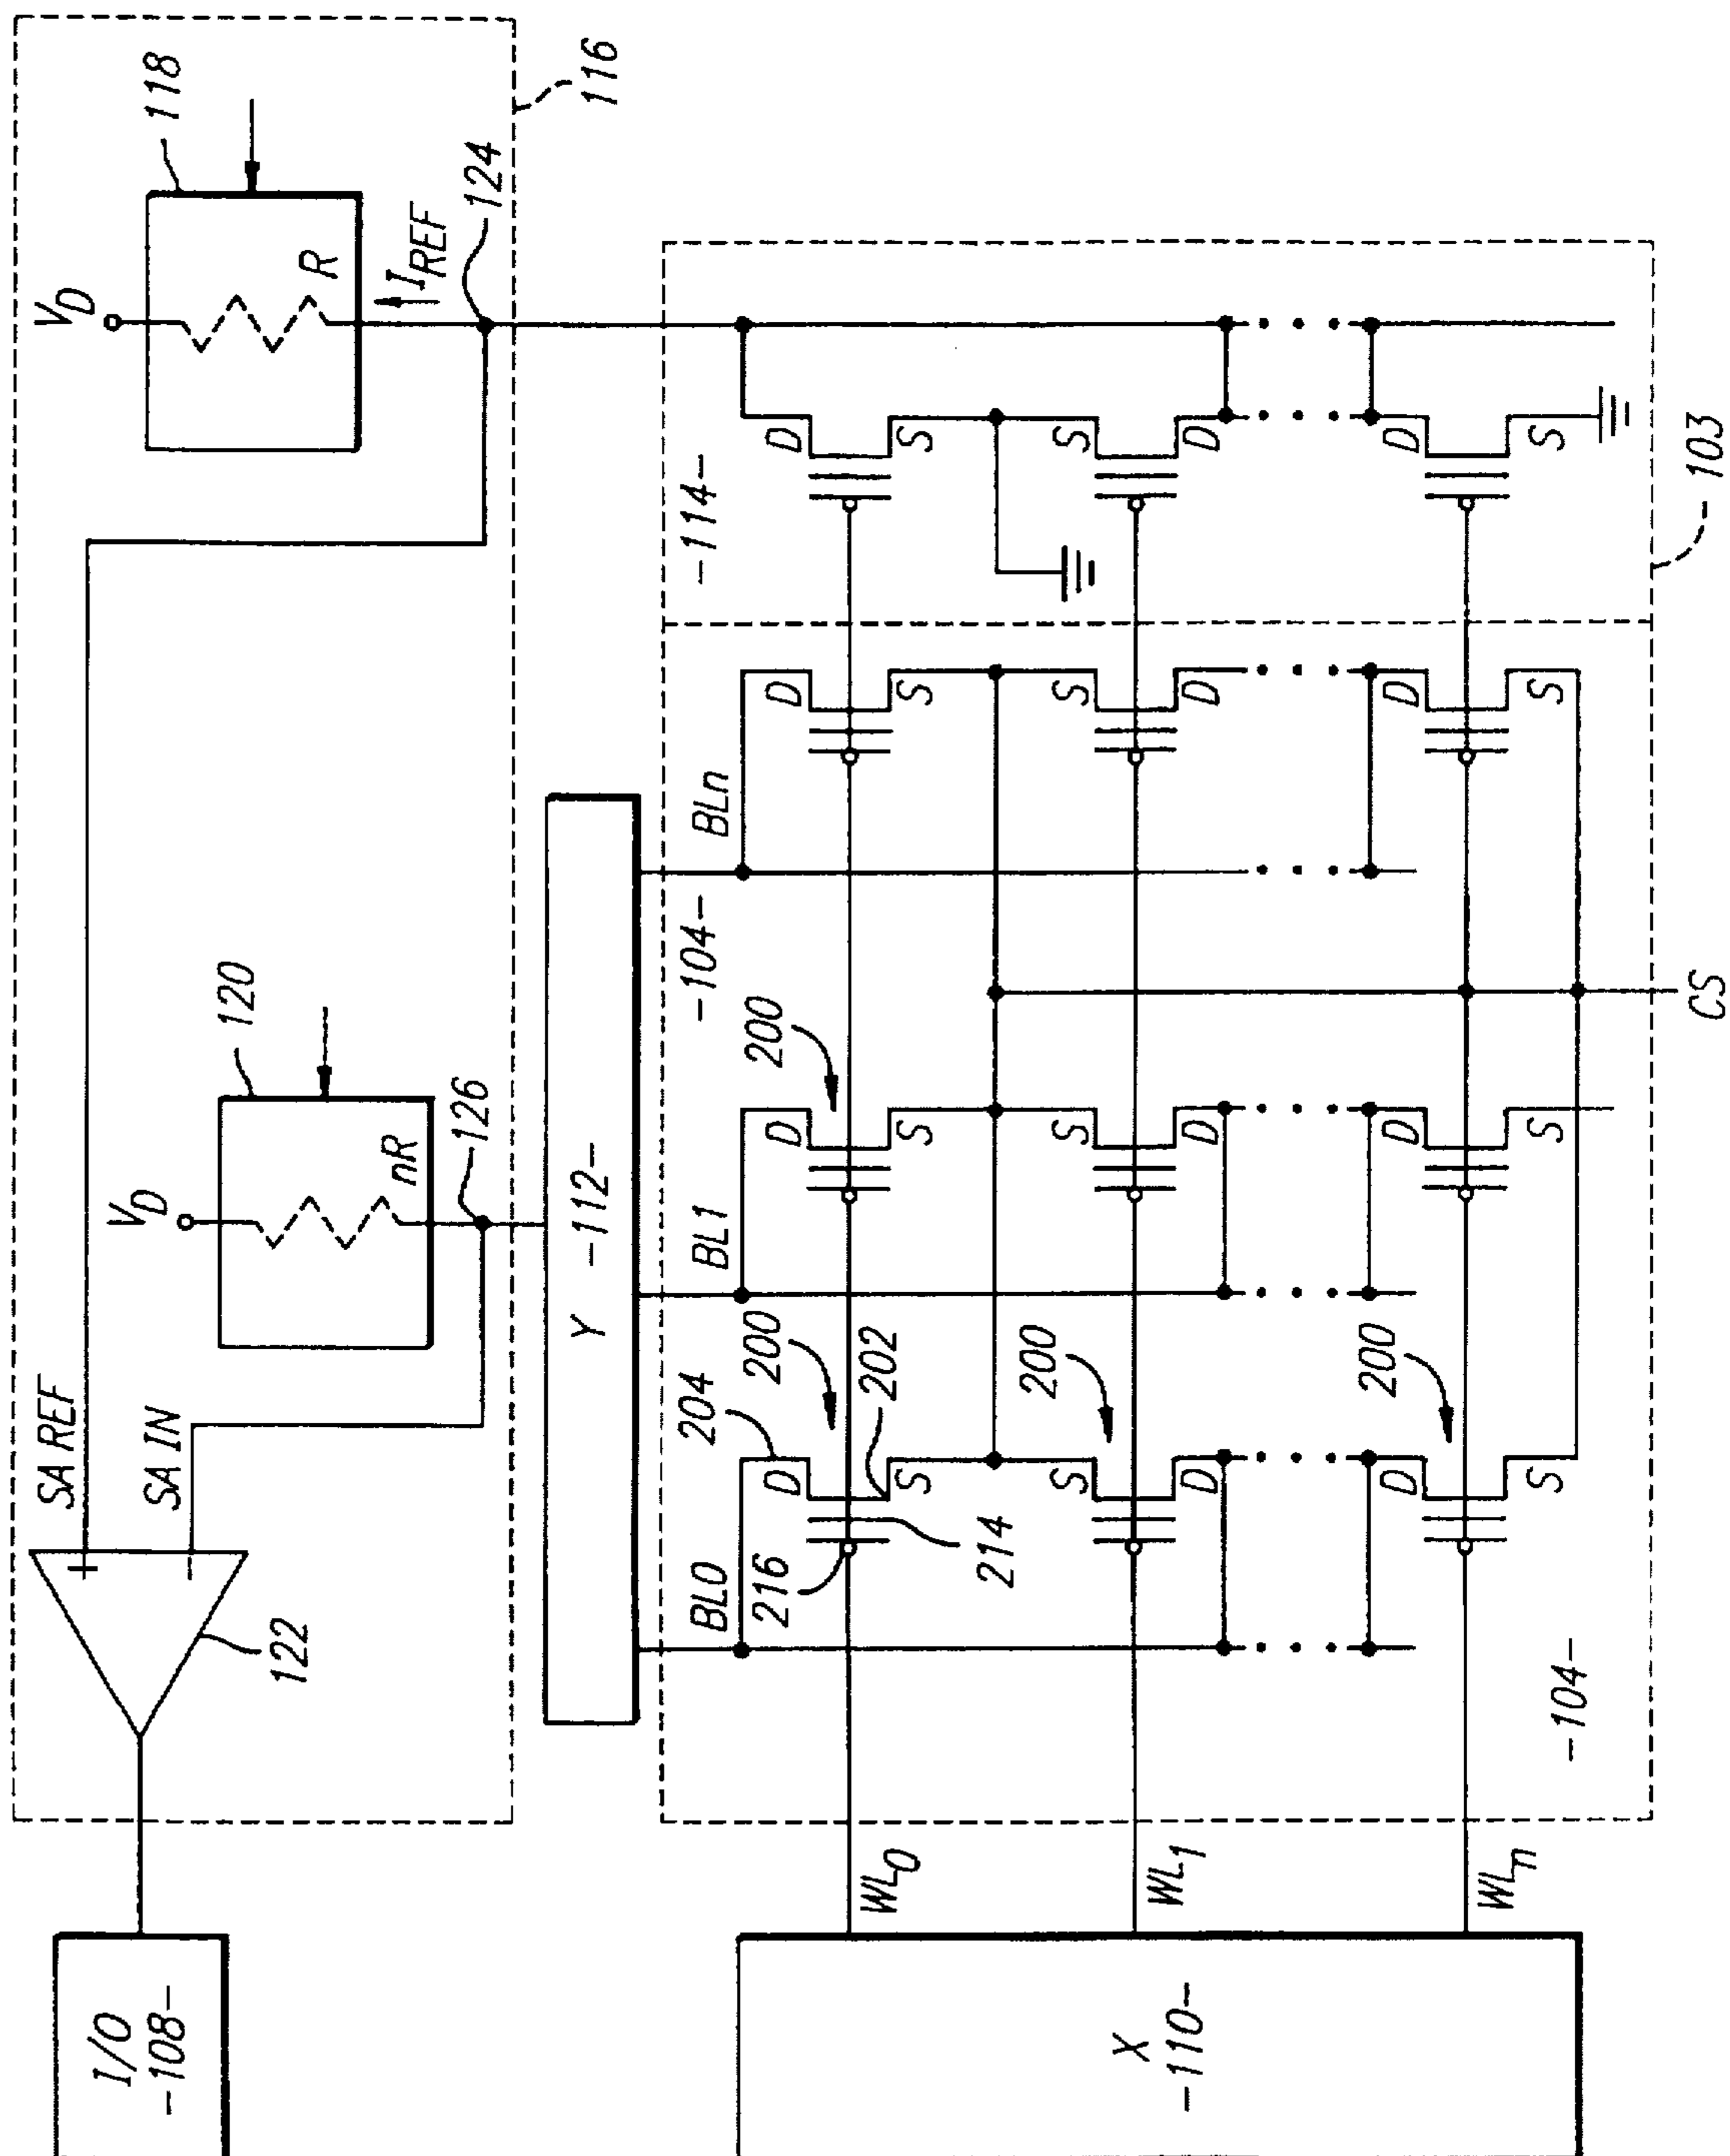 I/O
-108-
122
SA REF
SA IN
V_D
nR
120
126
V_D
R
118
I_REF
124
116
Y -112-
X
-110-
WL_0
WL_1
WL_n
BL0
BL1
BLn
-104-
-114-
204
200
200
216
202
214
200
200
D
S
S
D
D
S
D
S
S
D
D
S
D
S
S
D
D
S
D
S
S
D
D
S
-104-
CS
103
+
−